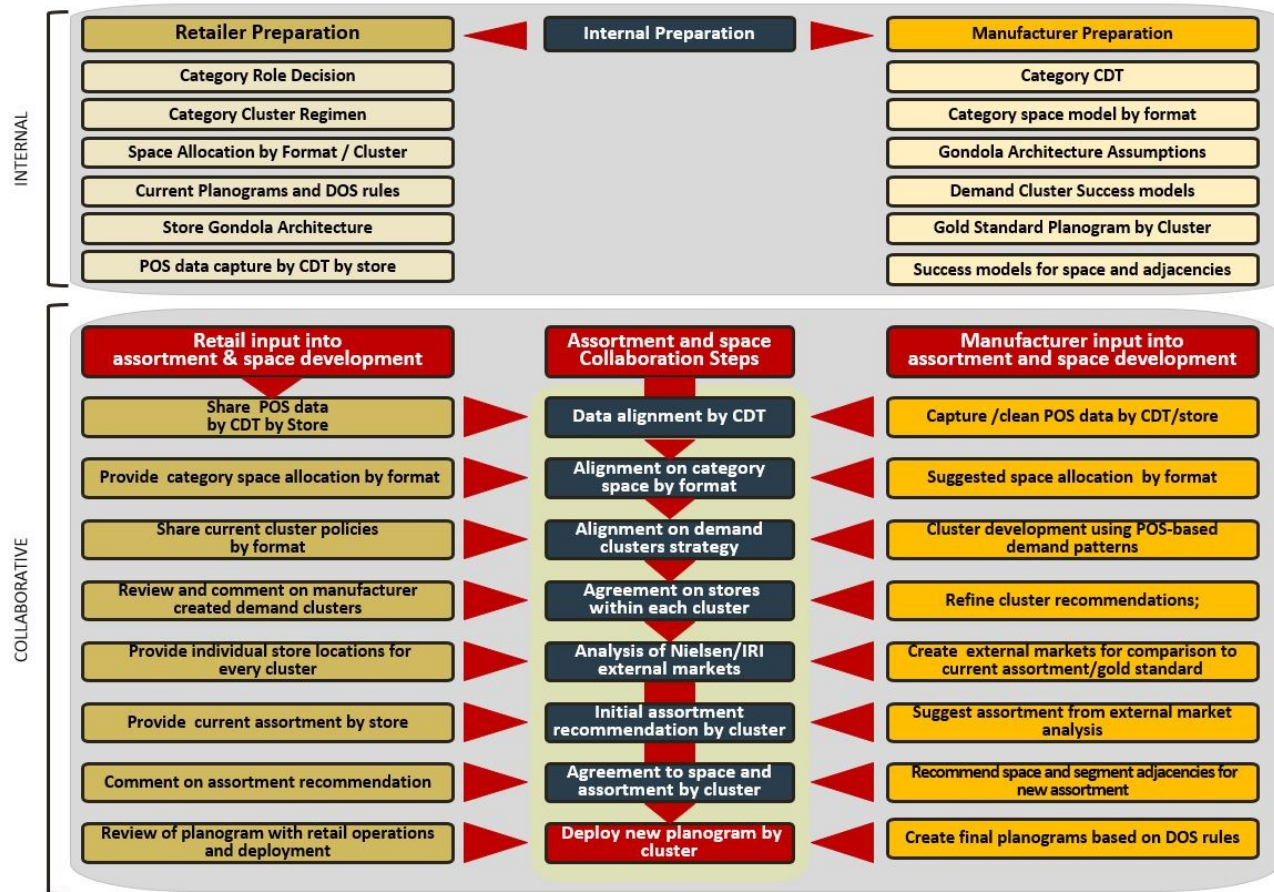 INTERNAL
Retailer Preparation
Internal Preparation
Manufacturer Preparation
Category Role Decision
Category CDT
Category Cluster Regimen
Category space model by format
Space Allocation by Format / Cluster
Gondola Architecture Assumptions
Current Planograms and DOS rules
Demand Cluster Success models
Store Gondola Architecture
Gold Standard Planogram by Cluster
POS data capture by CDT by store
Success models for space and adjacencies
COLLABORATIVE
Retail input into
assortment & space development
Assortment and space
Collaboration Steps
Manufacturer input into
assortment and space development
Share POS data
by CDT by Store
Data alignment by CDT
Capture /clean POS data by CDT/store
Provide category space allocation by format
Alignment on category
space by format
Suggested space allocation by format
Share current cluster policies
by format
Alignment on demand
clusters strategy
Cluster development using POS-based
demand patterns
Review and comment on manufacturer
created demand clusters
Agreement on stores
within each cluster
Refine cluster recommendations;
Provide individual store locations for
every cluster
Analysis of Nielsen/IRI
external markets
Create external markets for comparison to
current assortment/gold standard
Provide current assortment by store
Initial assortment
recommendation by cluster
Suggest assortment from external market
analysis
Comment on assortment recommendation
Agreement to space and
assortment by cluster
Recommend space and segment adjacencies for
new assortment
Review of planogram with retail operations
and deployment
Deploy new planogram by
cluster
Create final planograms based on DOS rules